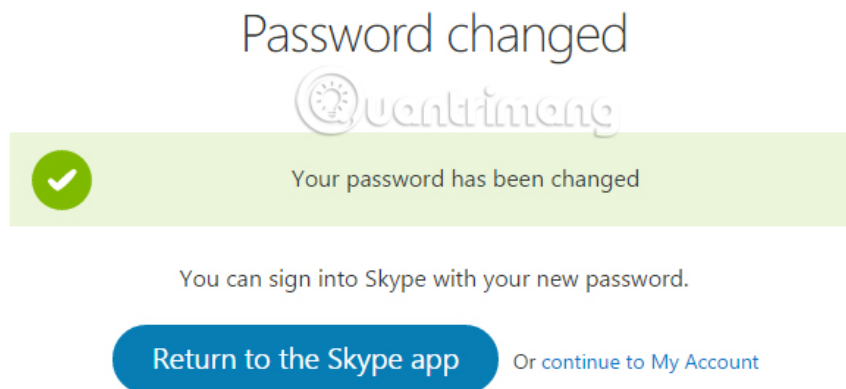 Password changed
Quantrimang
Your password has been changed
You can sign into Skype with your new password.
Return to the Skype app Or continue to My Account